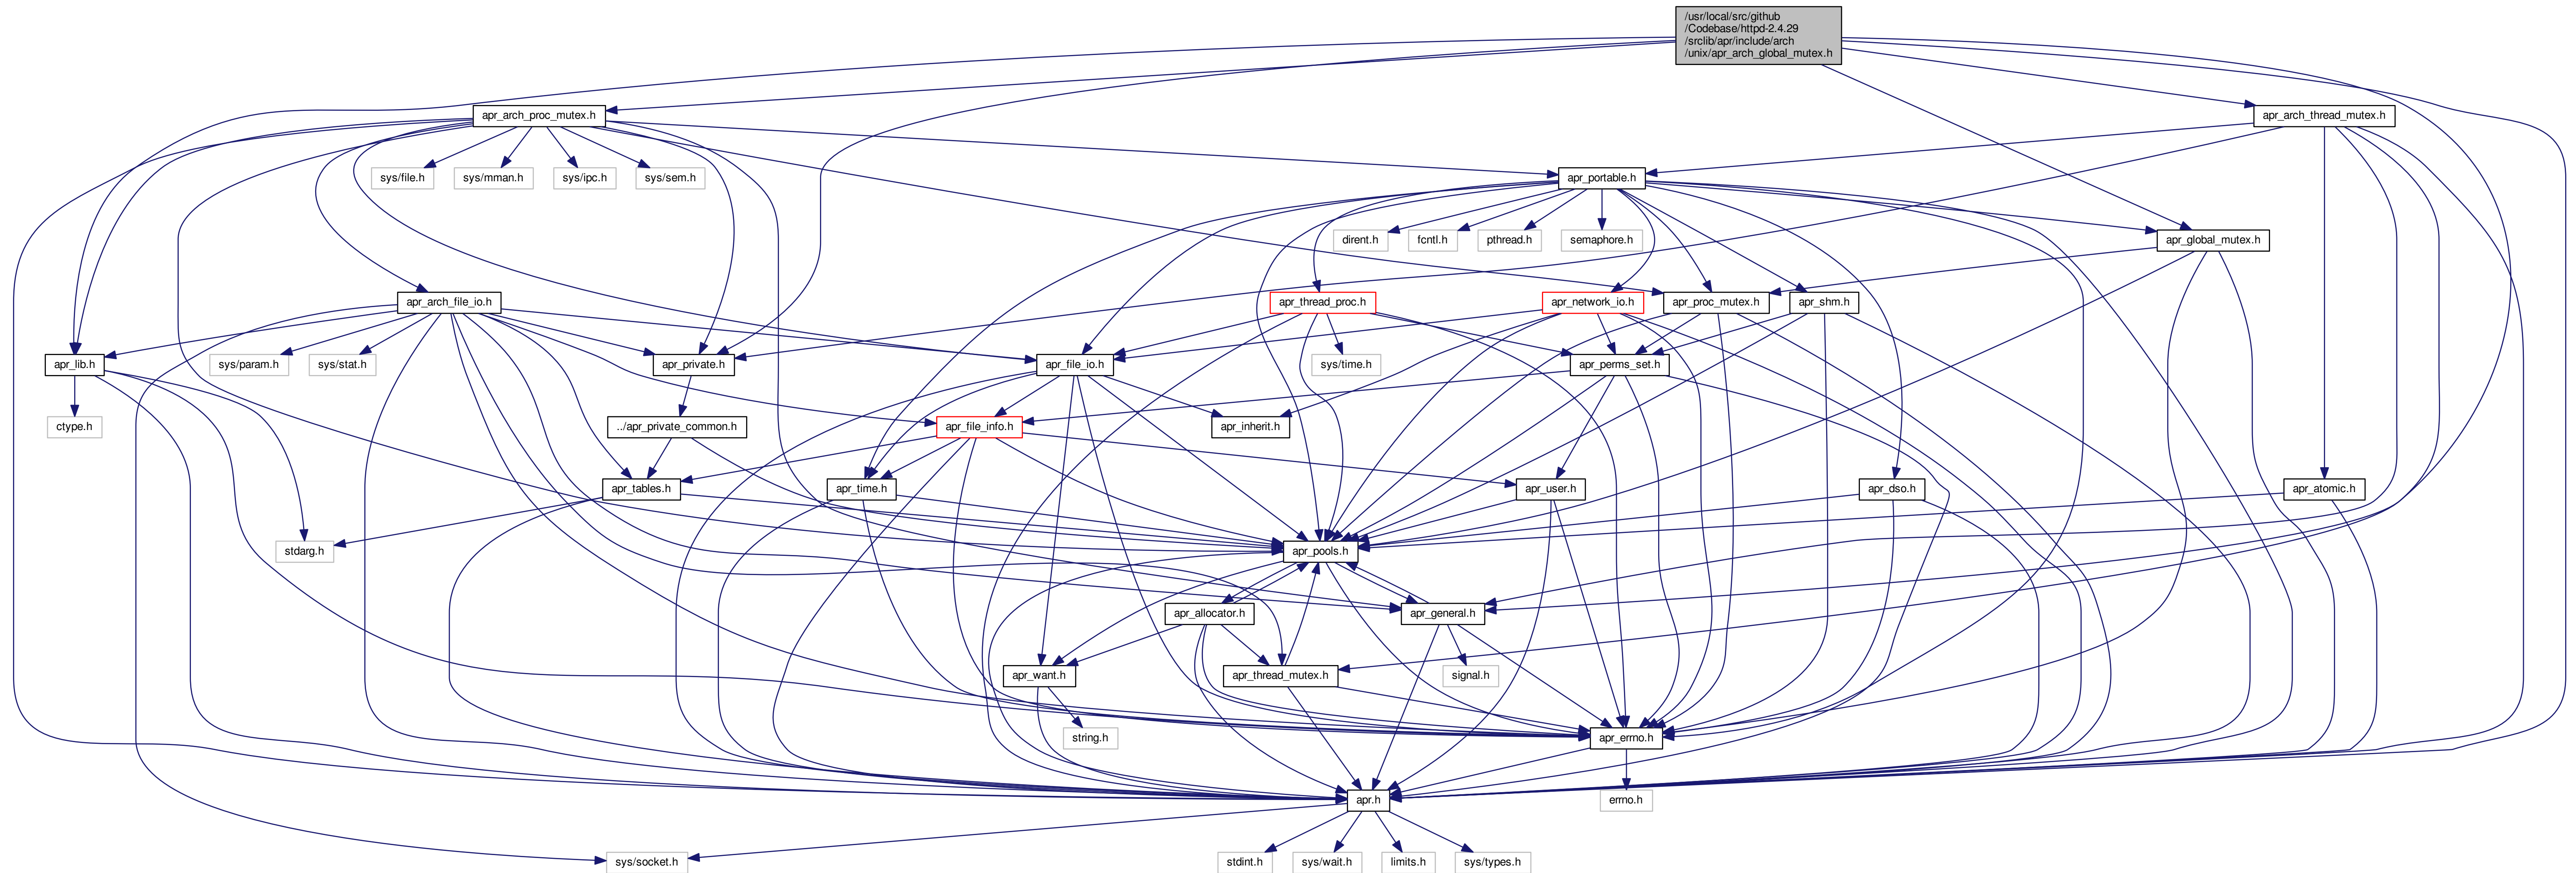 /usr/local/src/github
/Codebase/httpd-2.4.29
/srclib/apr/include/arch
/unix/apr_arch_global_mutex.h
apr_arch_proc_mutex.h
apr_arch_thread_mutex.h
sys/file.h
sys/mman.h
sys/ipc.h
sys/sem.h
apr_portable.h
dirent.h
fcntl.h
pthread.h
semaphore.h
apr_global_mutex.h
apr_arch_file_io.h
apr_thread_proc.h
apr_network_io.h
apr_proc_mutex.h
apr_shm.h
apr_lib.h
sys/param.h
sys/stat.h
apr_private.h
apr_file_io.h
sys/time.h
apr_perms_set.h
ctype.h
../apr_private_common.h
apr_file_info.h
apr_inherit.h
apr_tables.h
apr_time.h
apr_user.h
apr_dso.h
apr_atomic.h
stdarg.h
apr_pools.h
apr_allocator.h
apr_general.h
apr_want.h
apr_thread_mutex.h
signal.h
string.h
apr_errno.h
apr.h
errno.h
sys/socket.h
stdint.h
sys/wait.h
limits.h
sys/types.h